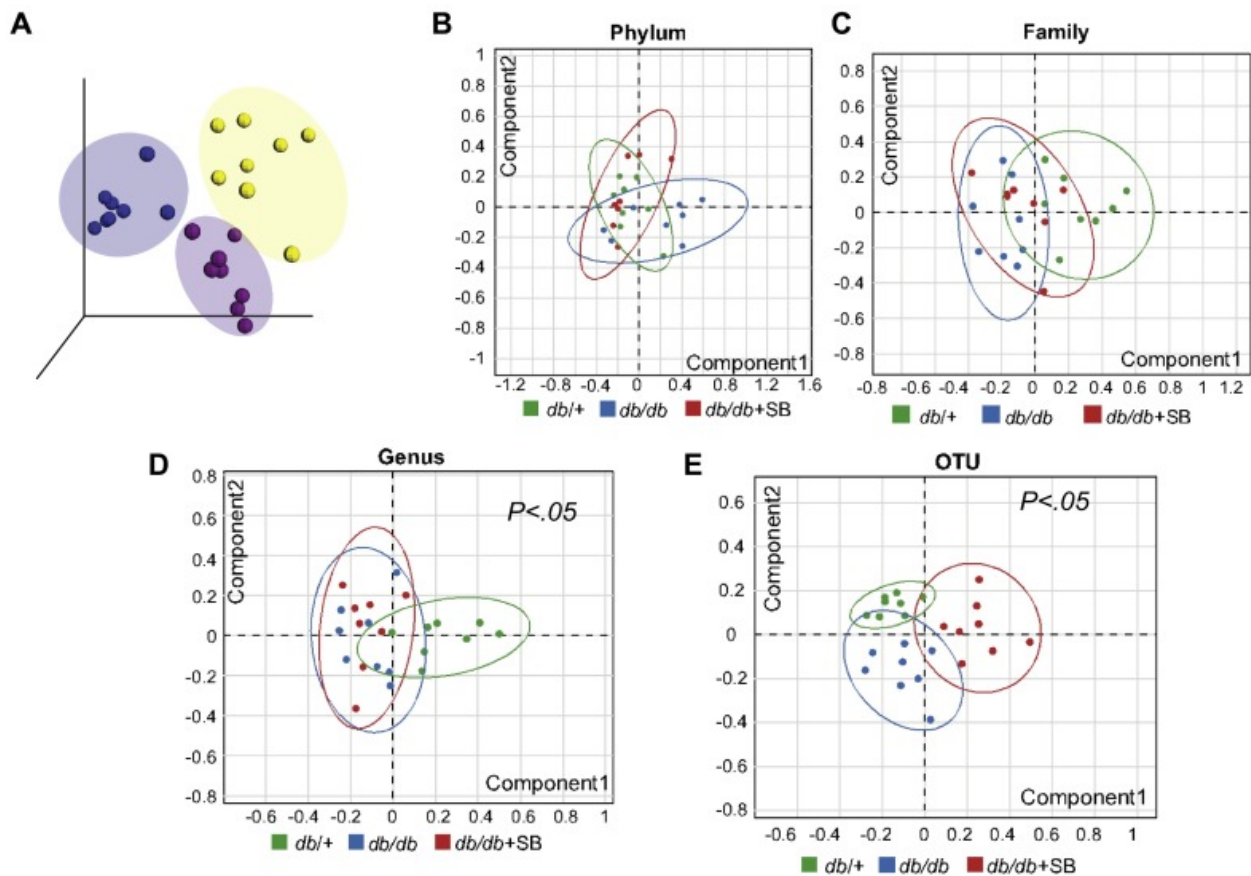 A
B
Phylum
Component2
1
0.8
0.6
0.4
0.2
0
-0.2
-0.4
-0.6
-0.8
-1
Component1
-1.2 -0.8 -0.4 0 0.4 0.8 1.2 1.6
db/+ db/db db/db+SB
C
Family
Component2
0.8
0.6
0.4
0.2
0
-0.2
-0.4
-0.6
-0.8
Component1
-0.8 -0.6 -0.4 -0.2 0 0.2 0.4 0.6 0.8 1.0 1.2
db/+ db/db db/db+SB
D
Genus
Component2
P<.05
0.8
0.6
0.4
0.2
0
-0.2
-0.4
-0.6
-0.8
Component1
-0.6 -0.4 -0.2 0 0.2 0.4 0.6 0.8 1
db/+ db/db db/db+SB
E
OTU
Component2
P<.05
0.6
0.4
0.2
0
-0.2
-0.4
-0.6
-0.8
Component1
-0.6 -0.4 -0.2 0 0.2 0.4 0.6 0.8 1
db/+ db/db db/db+SB